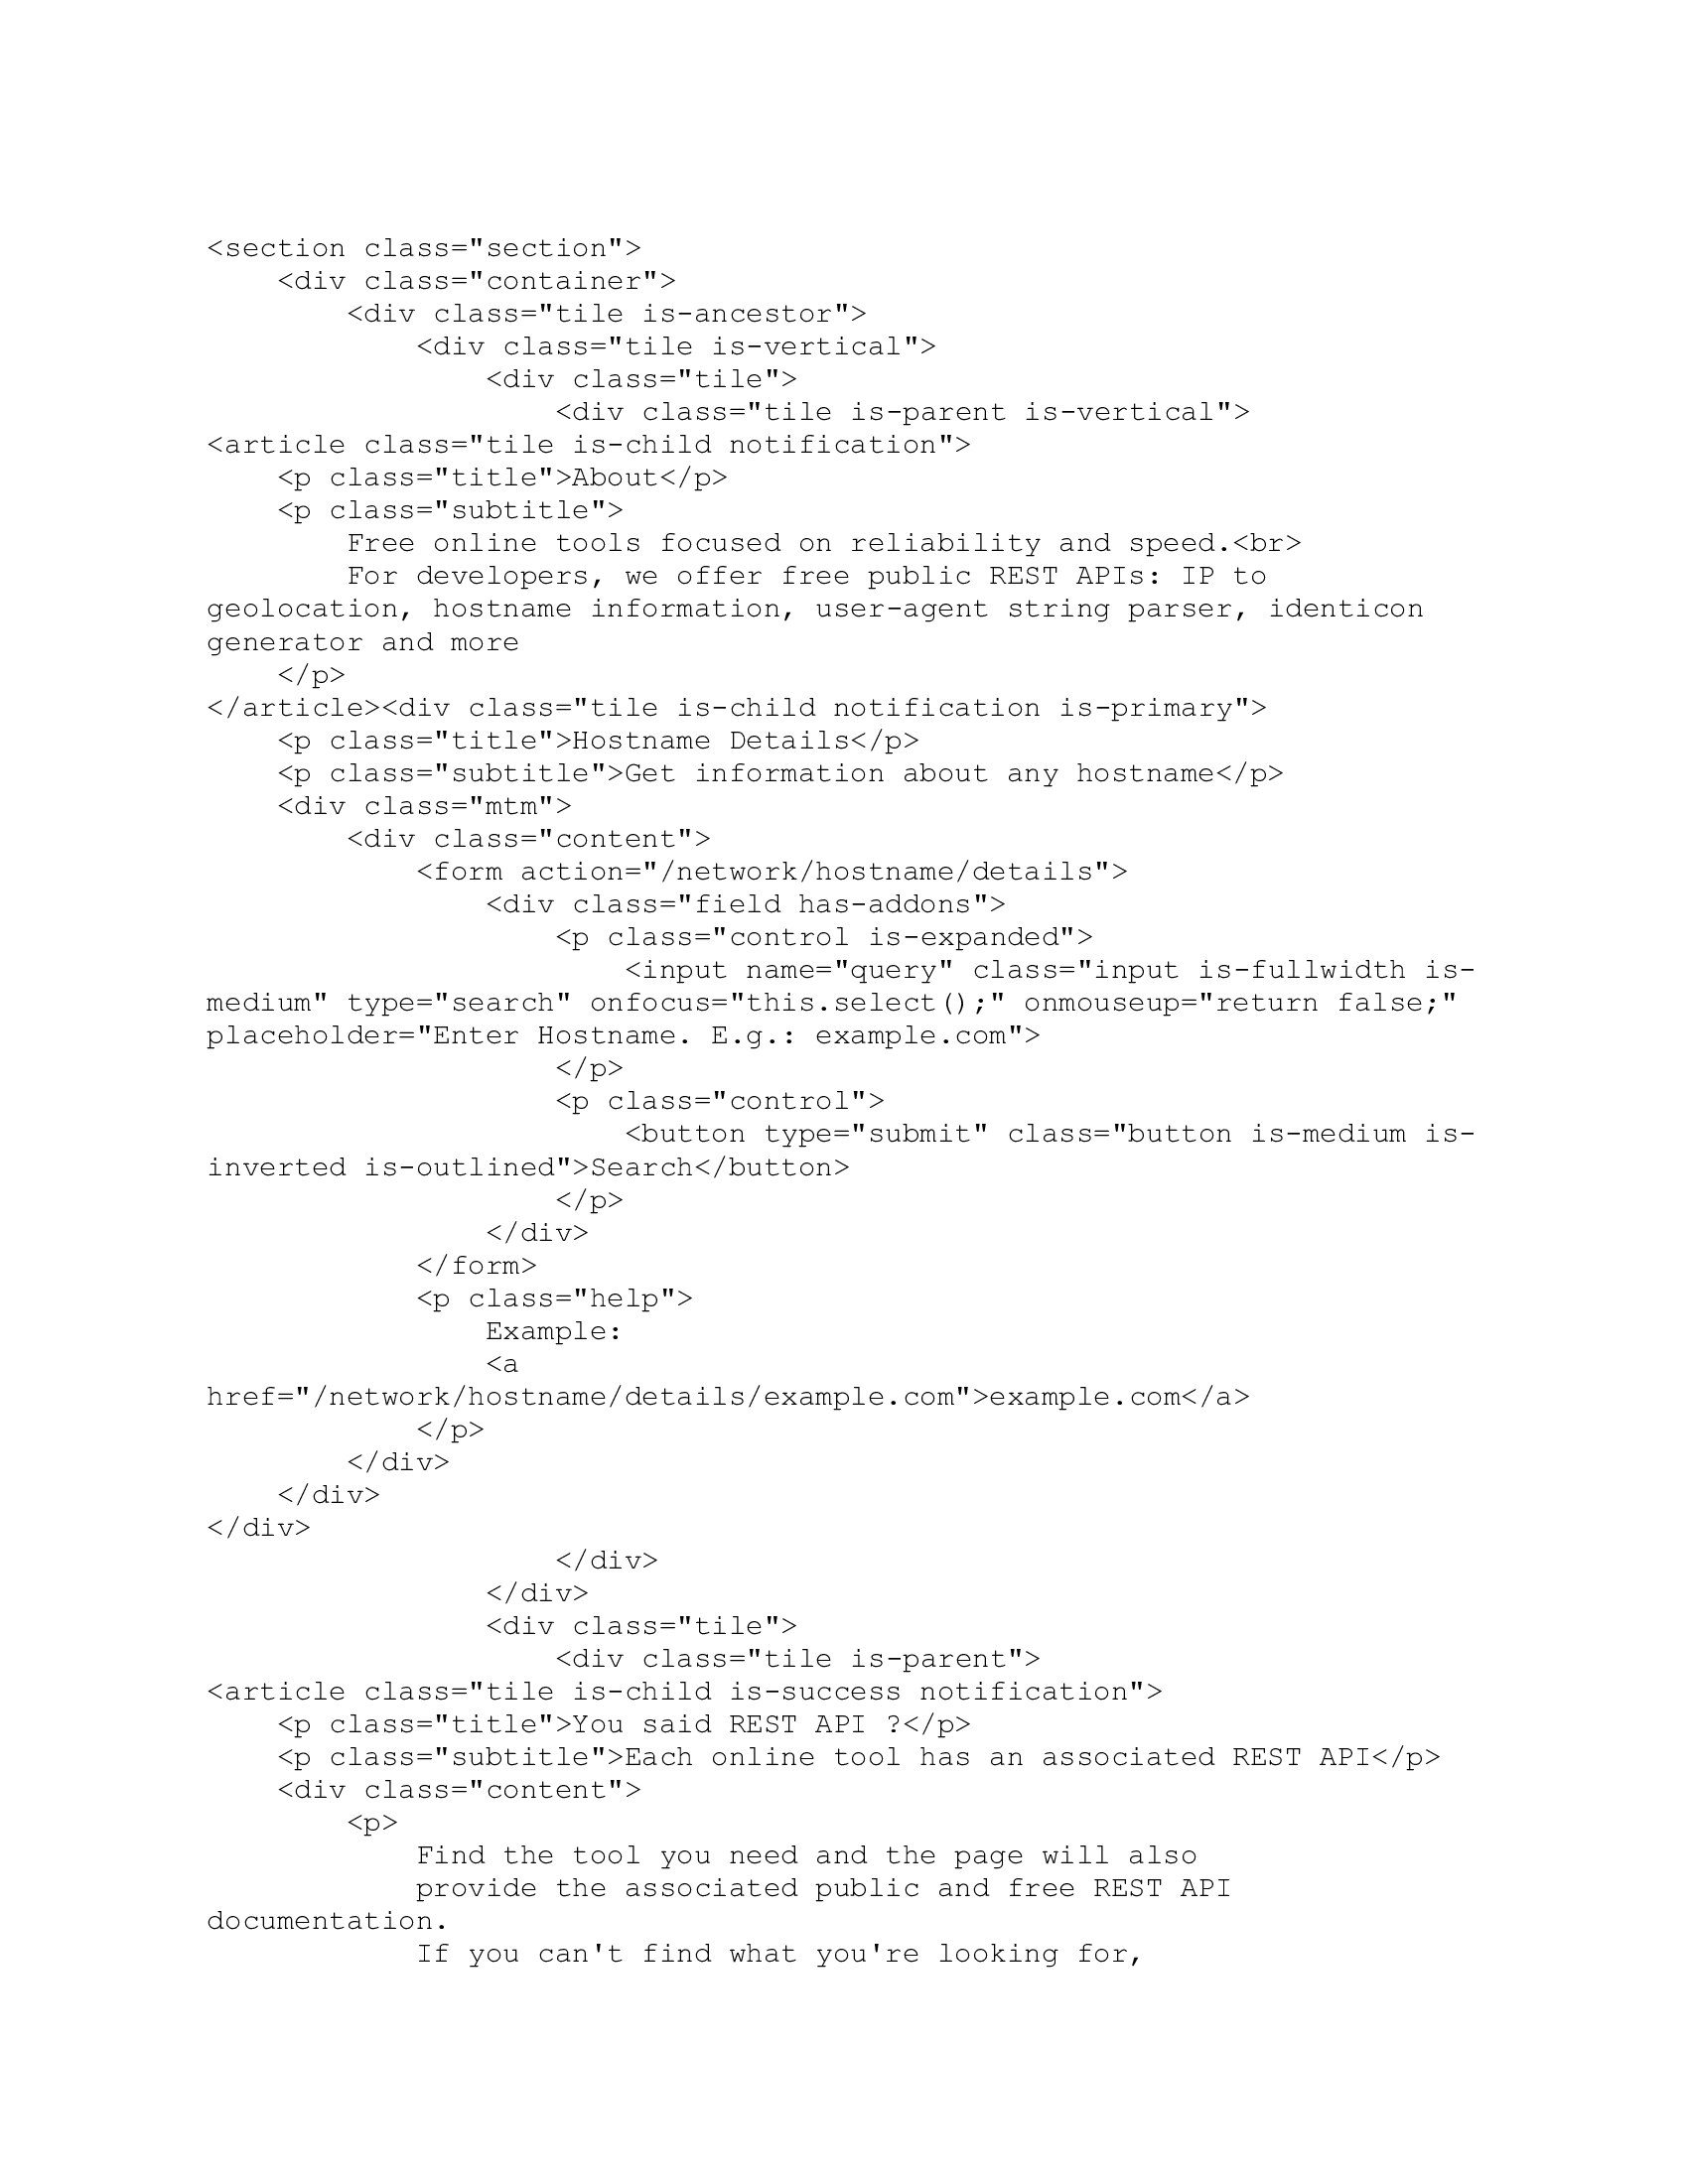 <section class="section">
    <div class="container">
        <div class="tile is-ancestor">
            <div class="tile is-vertical">
                <div class="tile">
                    <div class="tile is-parent is-vertical">
<article class="tile is-child notification">
    <p class="title">About</p>
    <p class="subtitle">
        Free online tools focused on reliability and speed.<br>
        For developers, we offer free public REST APIs: IP to
geolocation, hostname information, user-agent string parser, identicon
generator and more
    </p>
</article><div class="tile is-child notification is-primary">
    <p class="title">Hostname Details</p>
    <p class="subtitle">Get information about any hostname</p>
    <div class="mtm">
        <div class="content">
            <form action="/network/hostname/details">
                <div class="field has-addons">
                    <p class="control is-expanded">
                        <input name="query" class="input is-fullwidth is-
medium" type="search" onfocus="this.select();" onmouseup="return false;"
placeholder="Enter Hostname. E.g.: example.com">
                    </p>
                    <p class="control">
                        <button type="submit" class="button is-medium is-
inverted is-outlined">Search</button>
                    </p>
                </div>
            </form>
            <p class="help">
                Example:
                <a
href="/network/hostname/details/example.com">example.com</a>
            </p>
        </div>
    </div>
</div>
                    </div>
                </div>
                <div class="tile">
                    <div class="tile is-parent">
<article class="tile is-child is-success notification">
    <p class="title">You said REST API ?</p>
    <p class="subtitle">Each online tool has an associated REST API</p>
    <div class="content">
        <p>
            Find the tool you need and the page will also
            provide the associated public and free REST API
documentation.
            If you can't find what you're looking for,